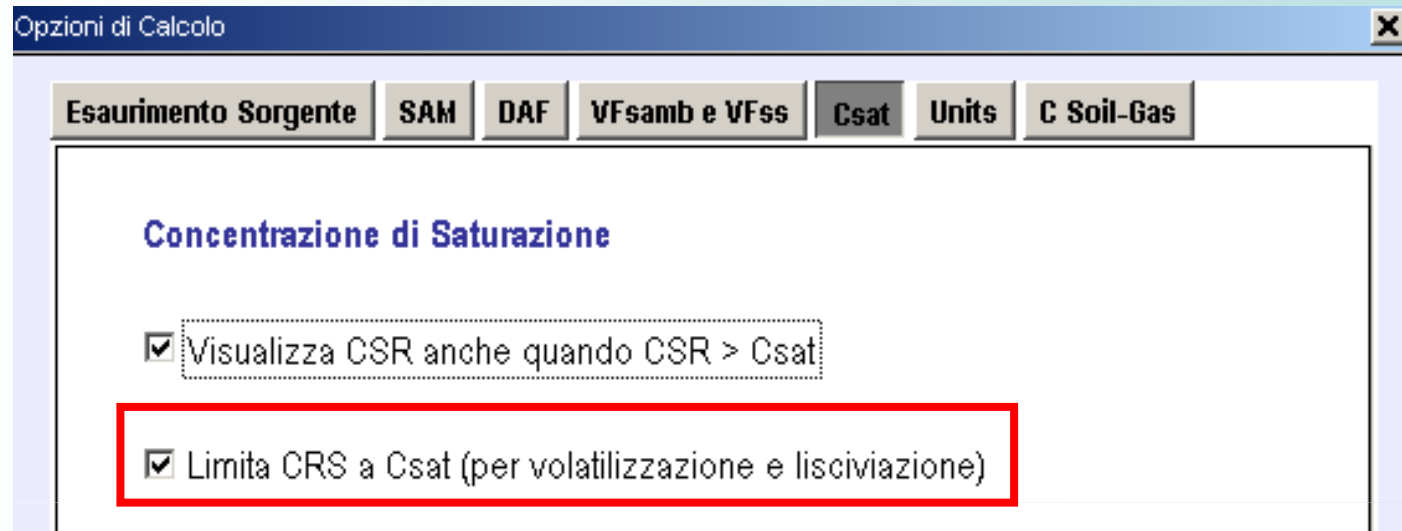 Opzioni di Calcolo
Esaurimento Sorgente SAM DAF VFsamb e VFss Csat Units C Soil-Gas
Concentrazione di Saturazione
Visualizza CSR anche quando CSR > Csat
Limita CRS a Csat (per volatilizzazione e lisciviazione)